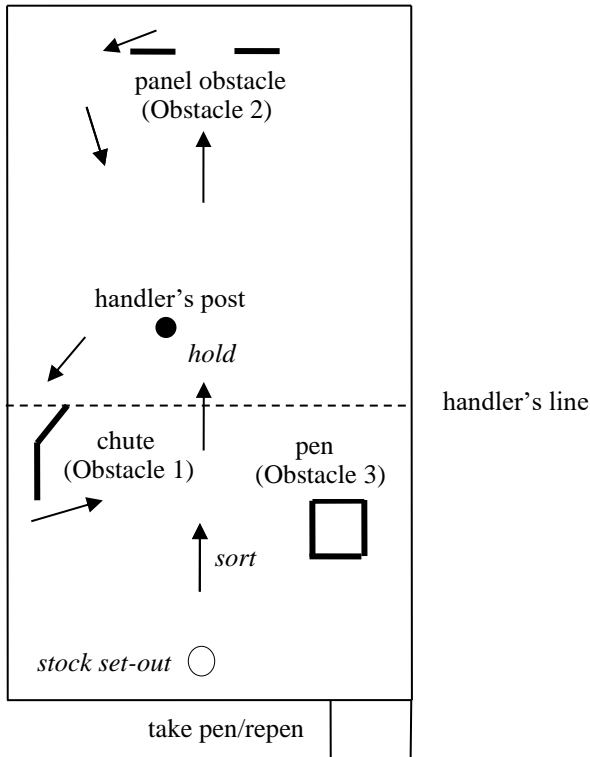 panel obstacle
(Obstacle 2)
handler’s post
hold
handler’s line
chute
(Obstacle 1)
pen
(Obstacle 3)
sort
stock set-out
take pen/repen